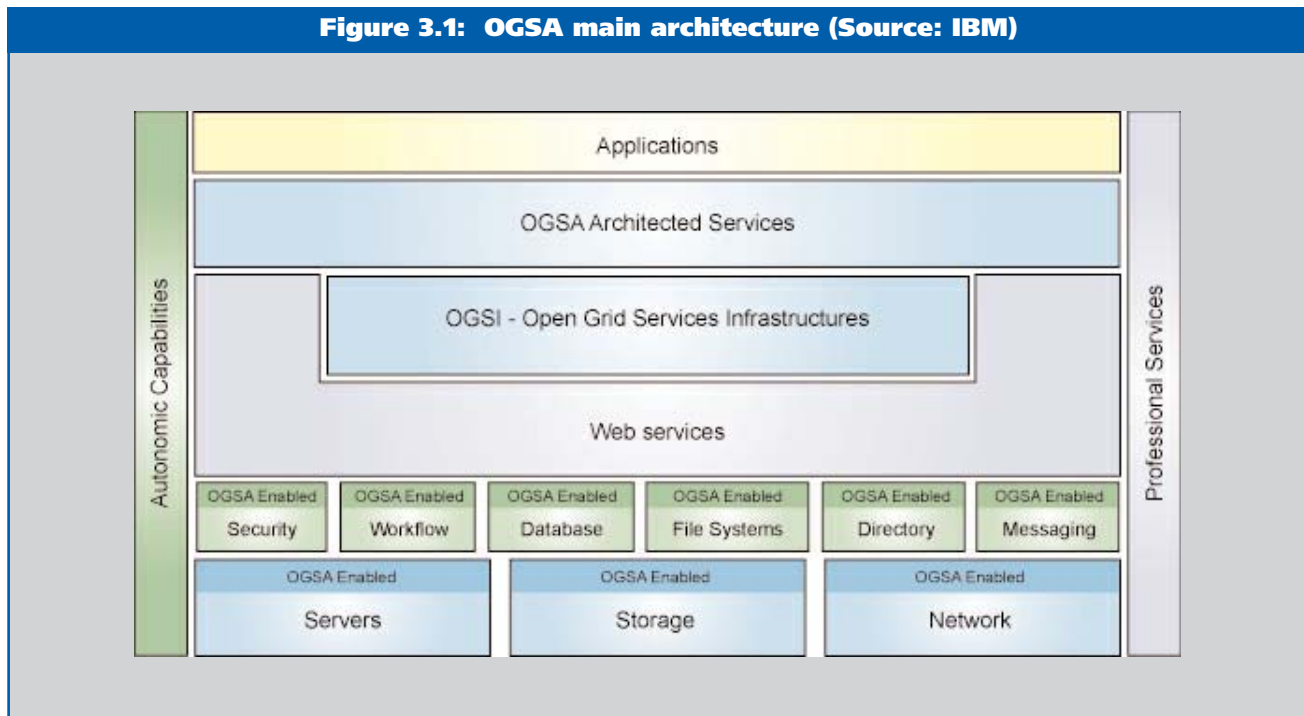 Figure 3.1: OGSA main architecture (Source: IBM)
Autonomic Capabilities
Applications
OGSA Architected Services
OGSI - Open Grid Services Infrastructures
Web services
OGSA Enabled
Security
OGSA Enabled
Workflow
OGSA Enabled
Database
OGSA Enabled
File Systems
OGSA Enabled
Directory
OGSA Enabled
Messaging
OGSA Enabled
Servers
OGSA Enabled
Storage
OGSA Enabled
Network
Professional Services